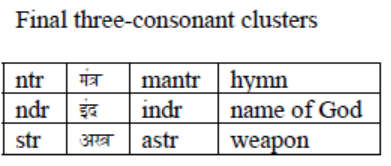 Final three-consonant clusters
ntr मंत्र mantr hymn
ndr इंद indr name of God
str अस्त्र astr weapon